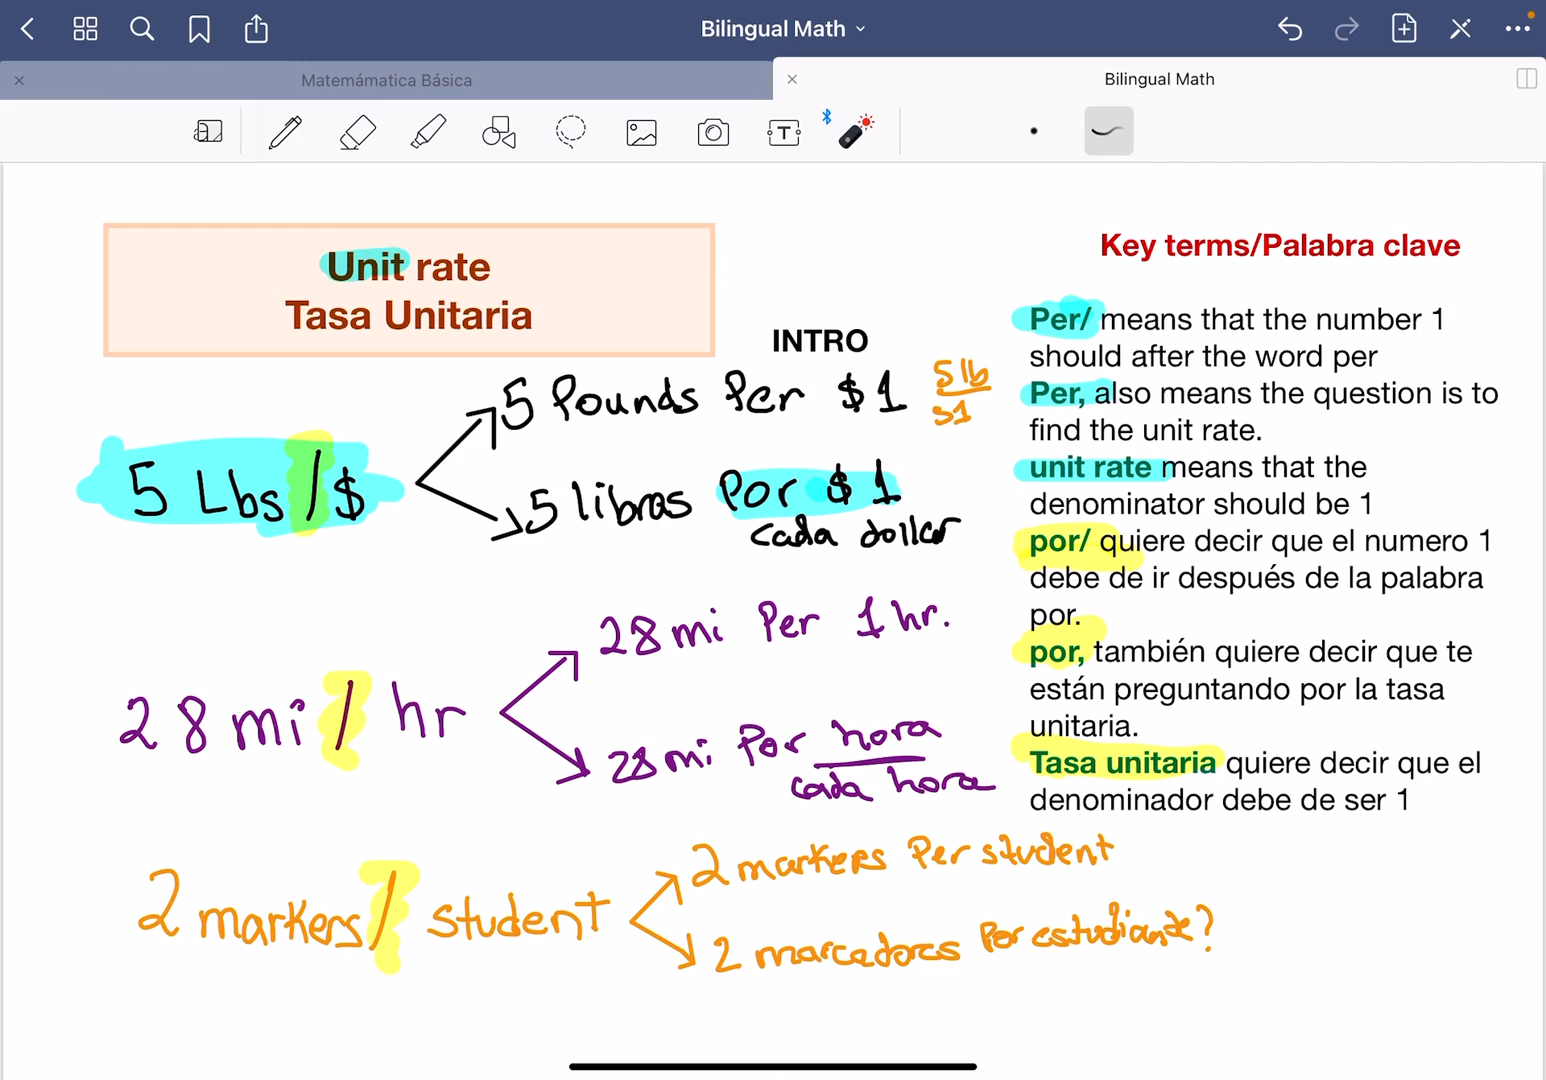 Bilingual Math
Matemámatica Básica
Bilingual Math
T
Unit rate
Tasa Unitaria
INTRO
5 Pounds Per $1
5 lb
$1
5 Lbs/$
5 libras Por $1
cada doller
28 mi / hr
28 mi Per 1 hr.
28 mi Por hora
cada hora
2 markers / student
2 markers Per student
2 marcadores Por estudiante?
Key terms/Palabra clave
Per/ means that the number 1
should after the word per
Per, also means the question is to
find the unit rate.
unit rate means that the
denominator should be 1
por/ quiere decir que el numero 1
debe de ir después de la palabra
por.
por, también quiere decir que te
están preguntando por la tasa
unitaria.
Tasa unitaria quiere decir que el
denominador debe de ser 1